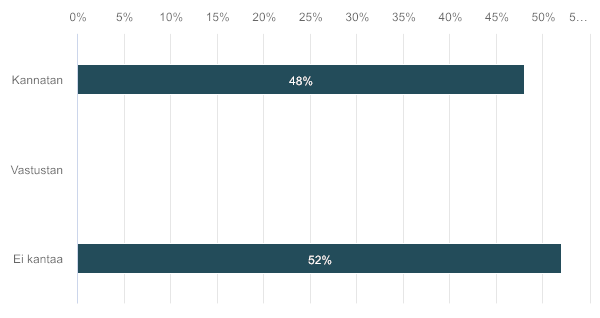 0% 5% 10% 15% 20% 25% 30% 35% 40% 45% 50% 5...
Kannatan 48%
Vastustan
Ei kantaa 52%